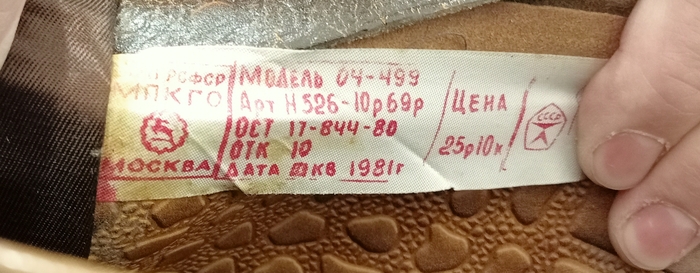 РСФСР
МПКГО
МОСКВА
МОДЕЛЬ 04-499
Арт Н526-10р69р
ОСТ 17-844-80
ОТК 10
ДАТА III КВ 1981г
ЦЕНА
25р10к
СССР